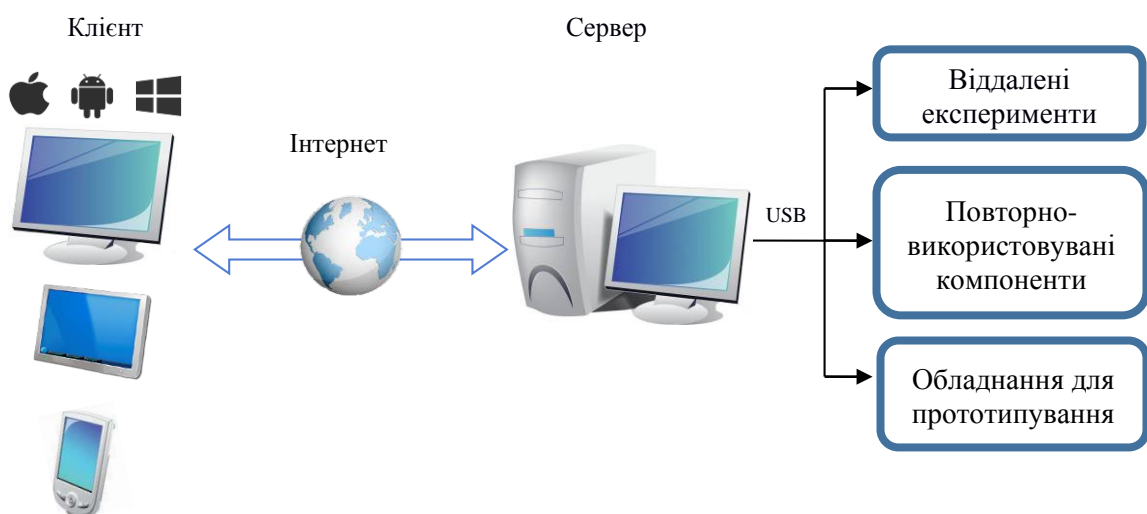 Клієнт
Сервер
Інтернет
USB
Віддалені
експерименти
Повторно-
використовувані
компоненти
Обладнання для
прототипування